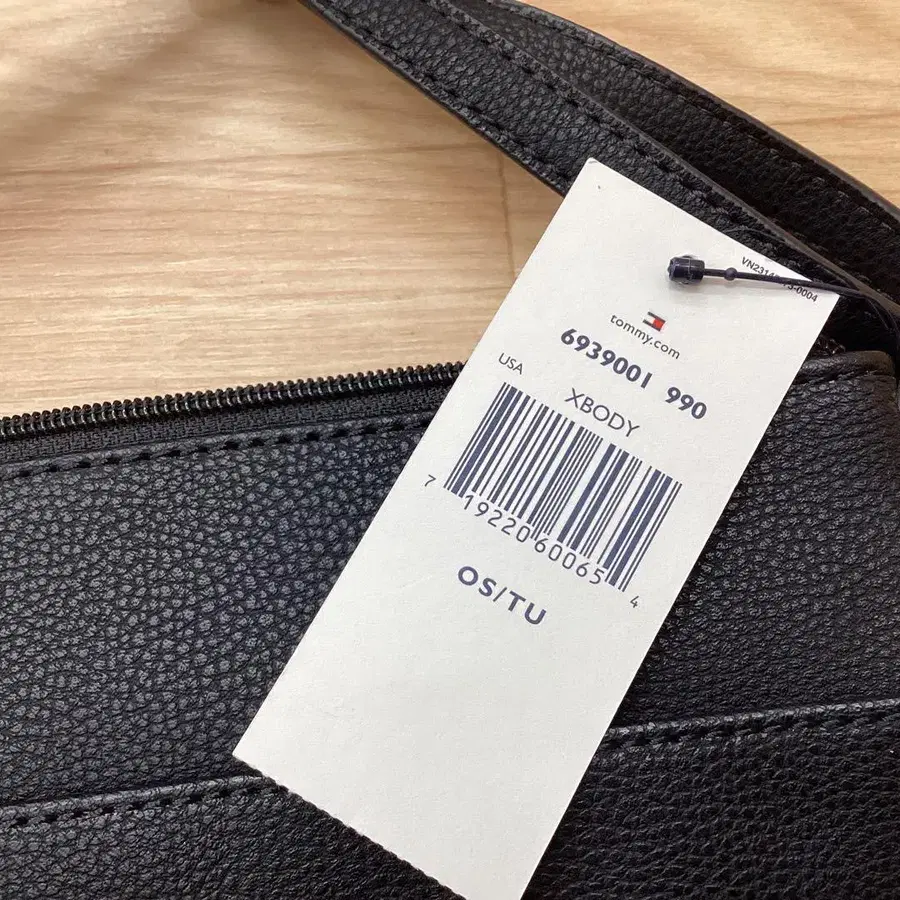 tommy.com
6939001 990
USA
XBODY
7 19220 60065 4
OS/TU